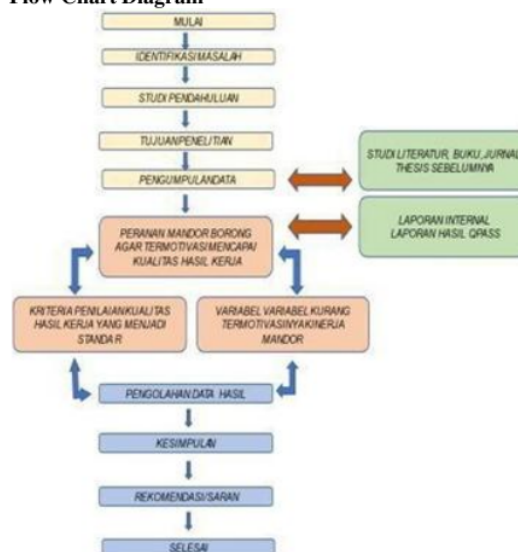 Flow Chart Diagram
MULAI
IDENTIFIKASI MASALAH
STUDI PENDAHULUAN
TUJUAN PENELITIAN
PENGUMPULAN DATA
STUDI LITERATUR, BUKU, JURNAL
THESIS SEBELUMNYA
PERANAN MANDOR BORONG
AGAR TERMOTIVASI MENCAPAI
KUALITAS HASIL KERJA
LAPORAN INTERNAL
LAPORAN HASIL QPASS
KRITERIA PENILAIAN KUALITAS
HASIL KERJA YANG MENJADI
STANDAR
VARIABEL VARIABEL KURANG
TERMOTIVASINYA KINERJA
MANDOR
PENGOLAHAN DATA HASIL
KESIMPULAN
REKOMENDASI/SARAN
SELESAI